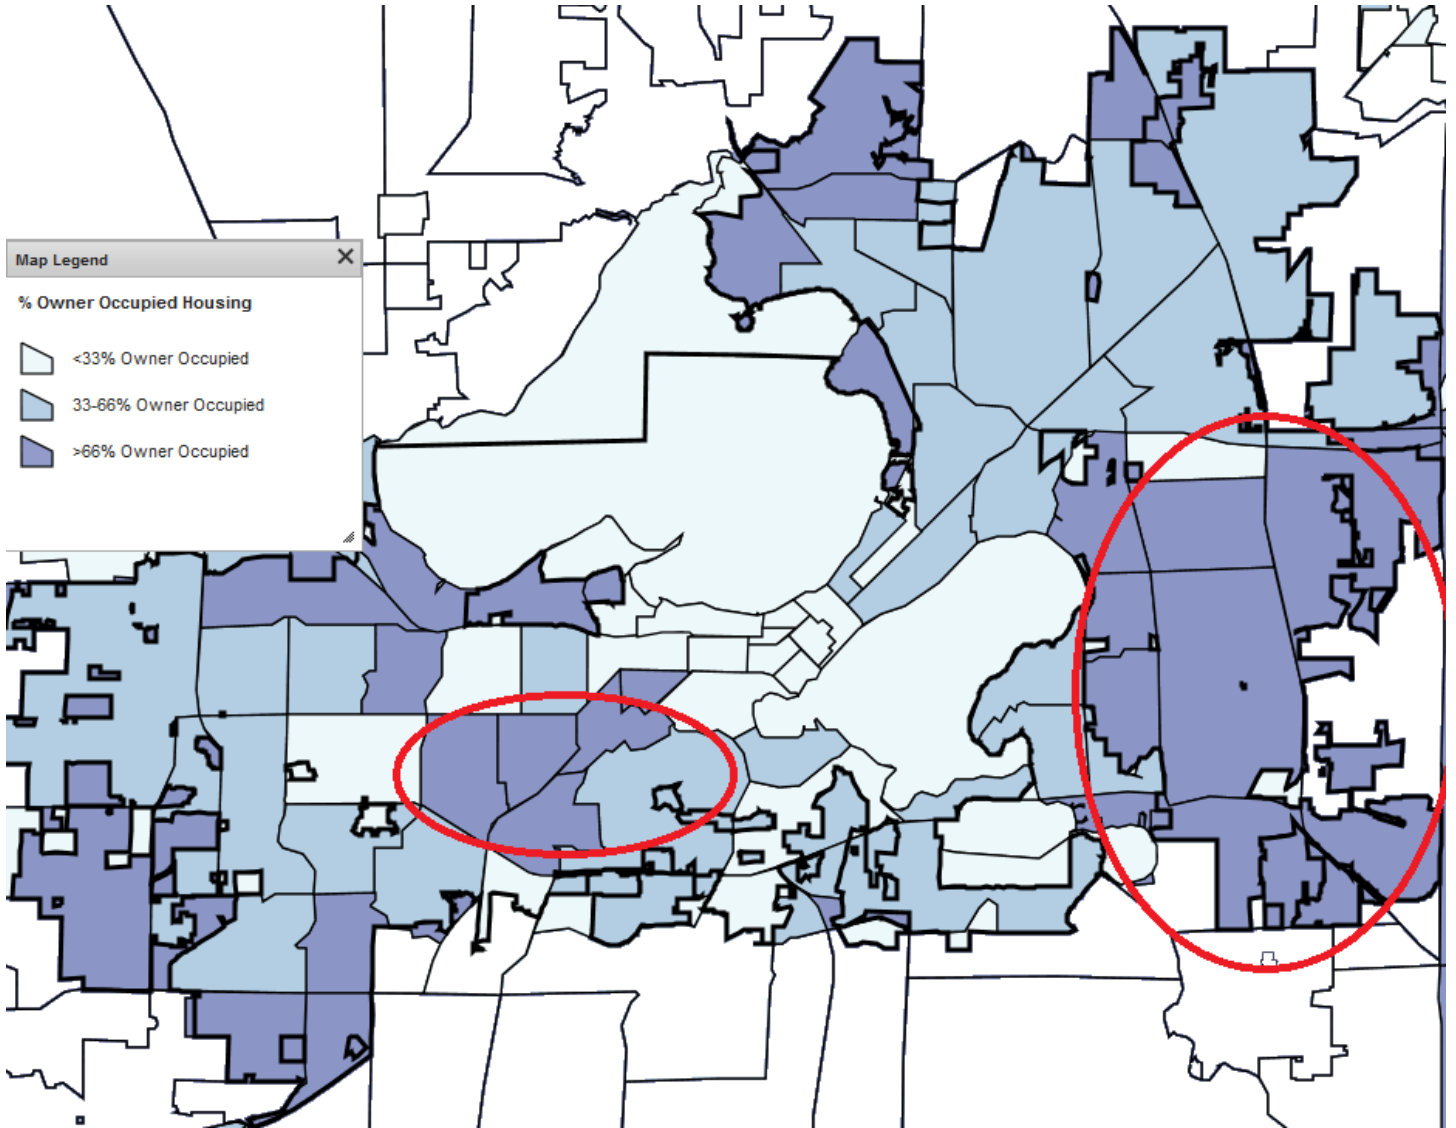 Map Legend
% Owner Occupied Housing
<33% Owner Occupied
33-66% Owner Occupied
>66% Owner Occupied